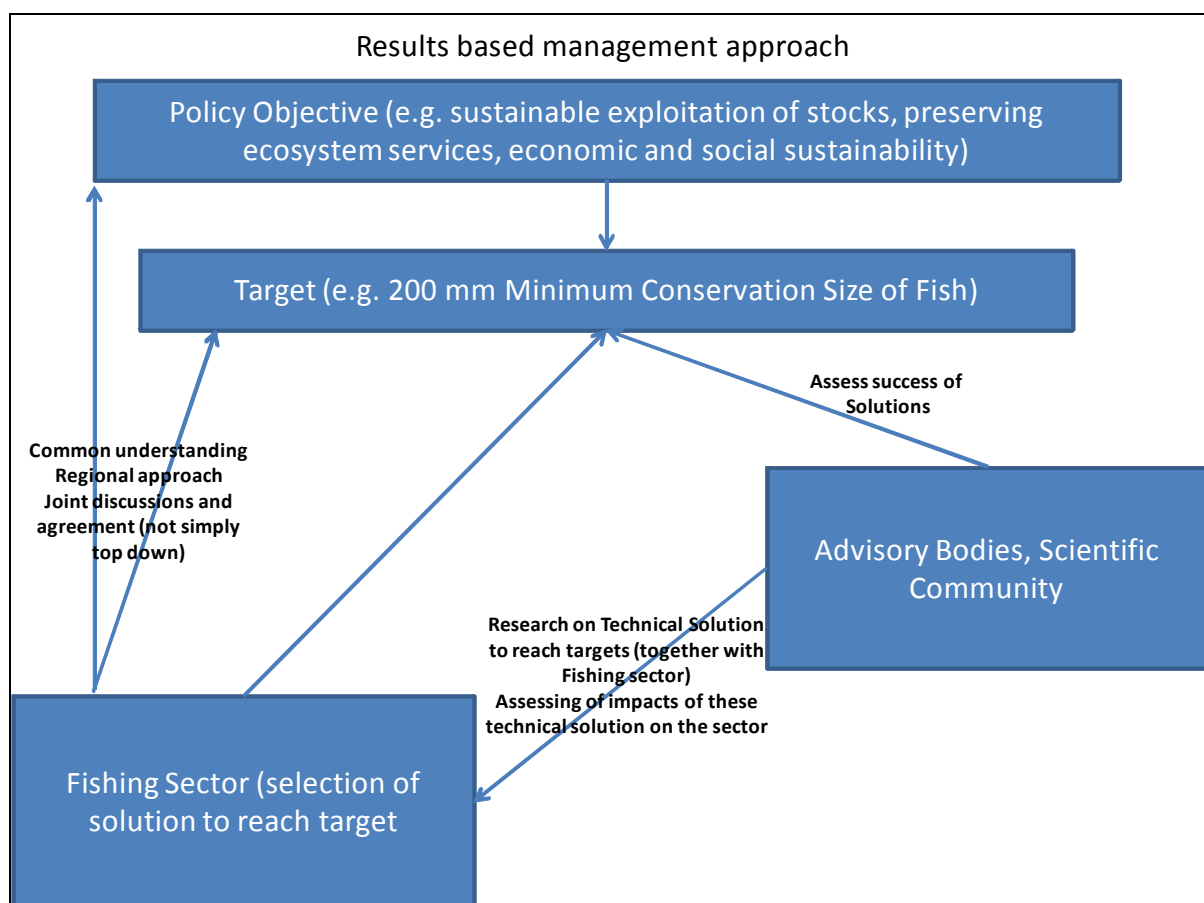 Results based management approach
Policy Objective (e.g. sustainable exploitation of stocks, preserving
ecosystem services, economic and social sustainability)
Target (e.g. 200 mm Minimum Conservation Size of Fish)
Assess success of
Solutions
Common understanding
Regional approach
Joint discussions and
agreement (not simply
top down)
Advisory Bodies, Scientific
Community
Research on Technical Solution
to reach targets (together with
Fishing sector)
Assessing of impacts of these
technical solution on the sector
Fishing Sector (selection of
solution to reach target